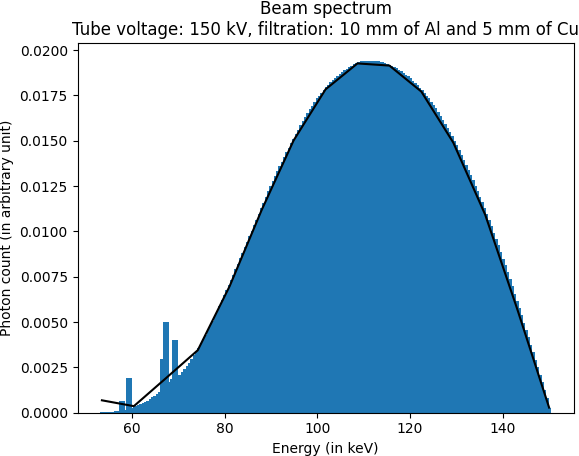 Beam spectrum
Tube voltage: 150 kV, filtration: 10 mm of Al and 5 mm of Cu
Photon count (in arbitrary unit)
0.0200
0.0175
0.0150
0.0125
0.0100
0.0075
0.0050
0.0025
0.0000
60 80 100 120 140
Energy (in keV)